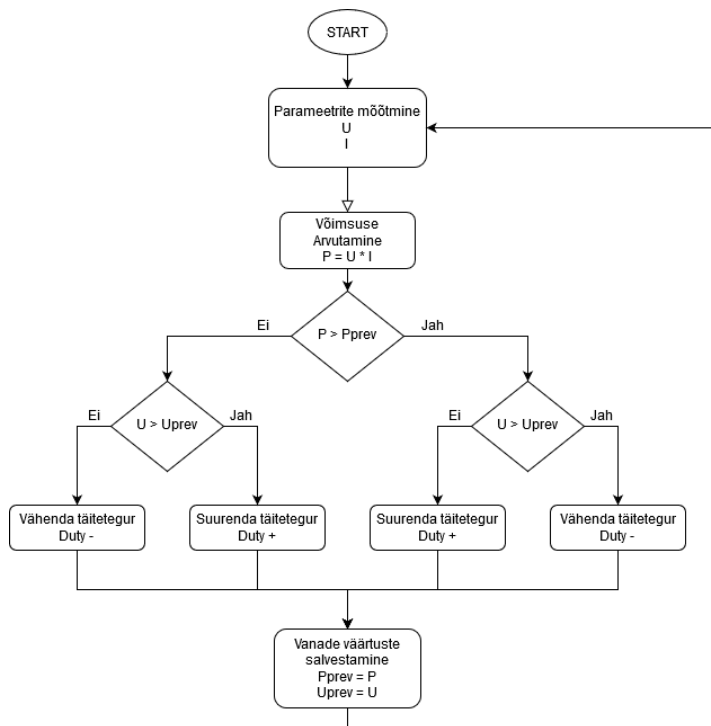 START
Parameetrite mõõtmine
U
I
Võimsuse
Arvutamine
P = U * I
Ei
P > Pprev
Jah
Ei
U > Uprev
Jah
Ei
U > Uprev
Jah
Vähenda täitetegur
Duty -
Suurenda täitetegur
Duty +
Suurenda täitetegur
Duty +
Vähenda täitetegur
Duty -
Vanade väärtuste
salvestamine
Pprev = P
Uprev = U